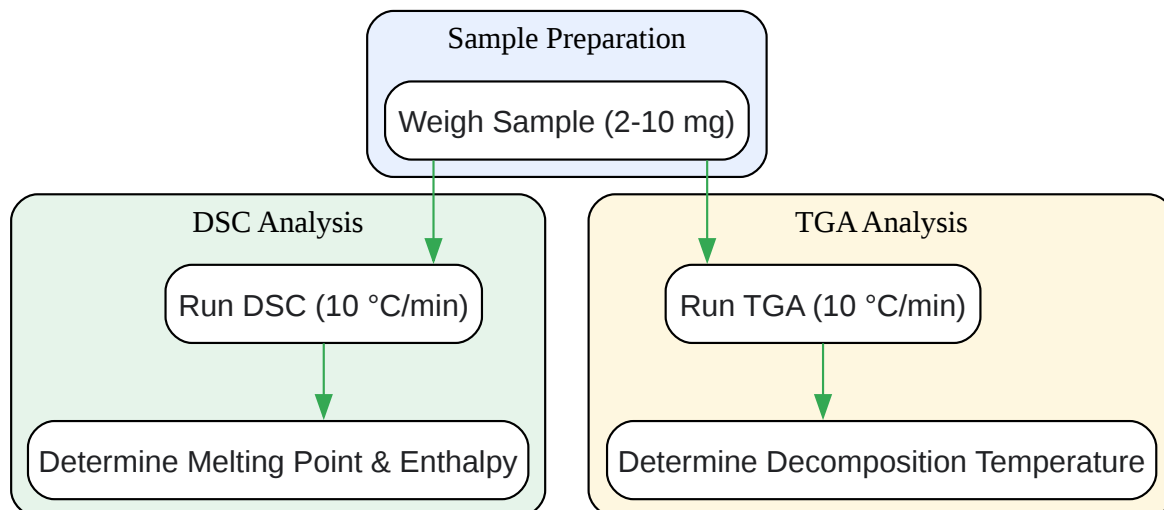 Sample Preparation
Weigh Sample (2-10 mg)
DSC Analysis
Run DSC (10 °C/min)
Determine Melting Point & Enthalpy
TGA Analysis
Run TGA (10 °C/min)
Determine Decomposition Temperature